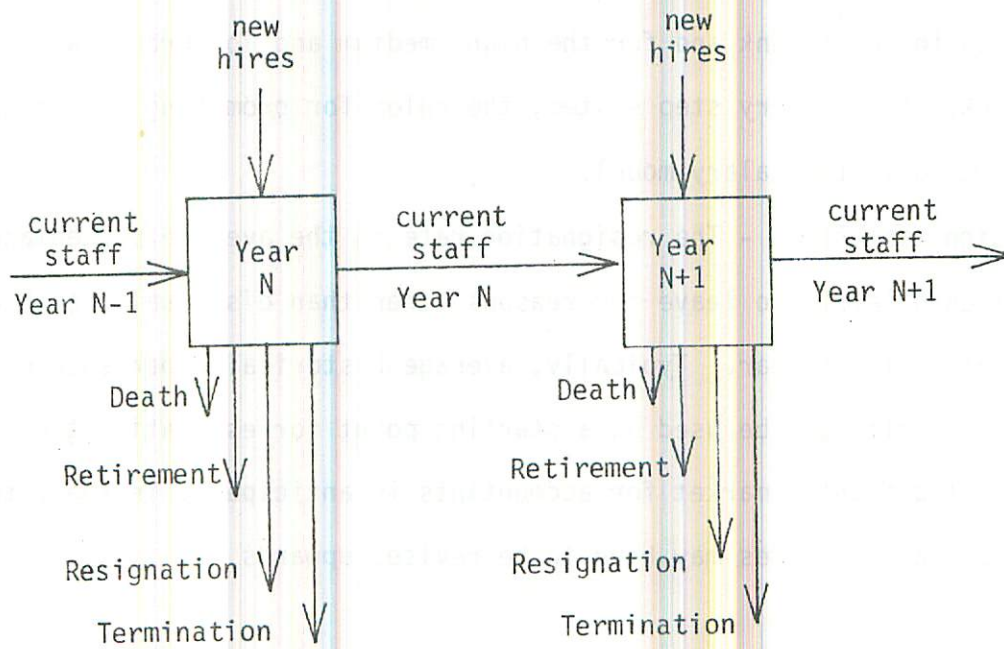 new
hires
new
hires
current
staff
Year N-1
Year
N
current
staff
Year N
Year
N+1
current
staff
Year N+1
Death
Retirement
Resignation
Termination
Death
Retirement
Resignation
Termination